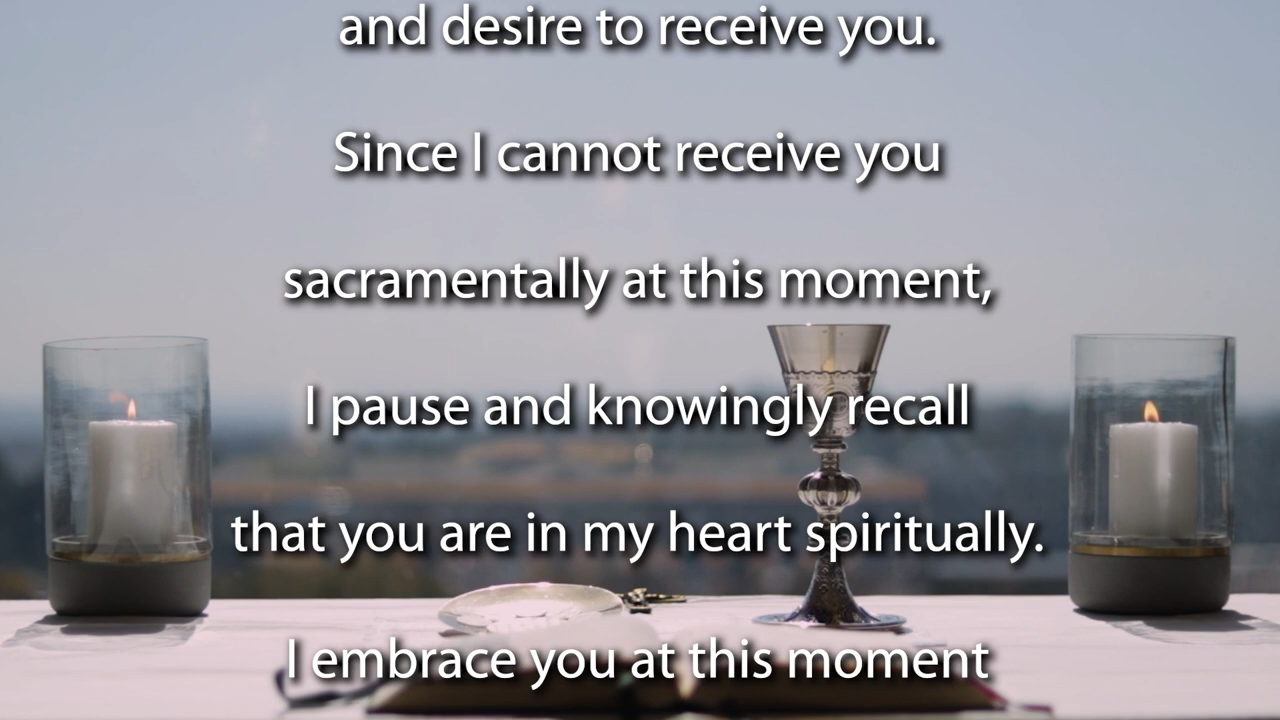 and desire to receive you.
Since I cannot receive you
sacramentally at this moment,
I pause and knowingly recall
that you are in my heart spiritually.
I embrace you at this moment